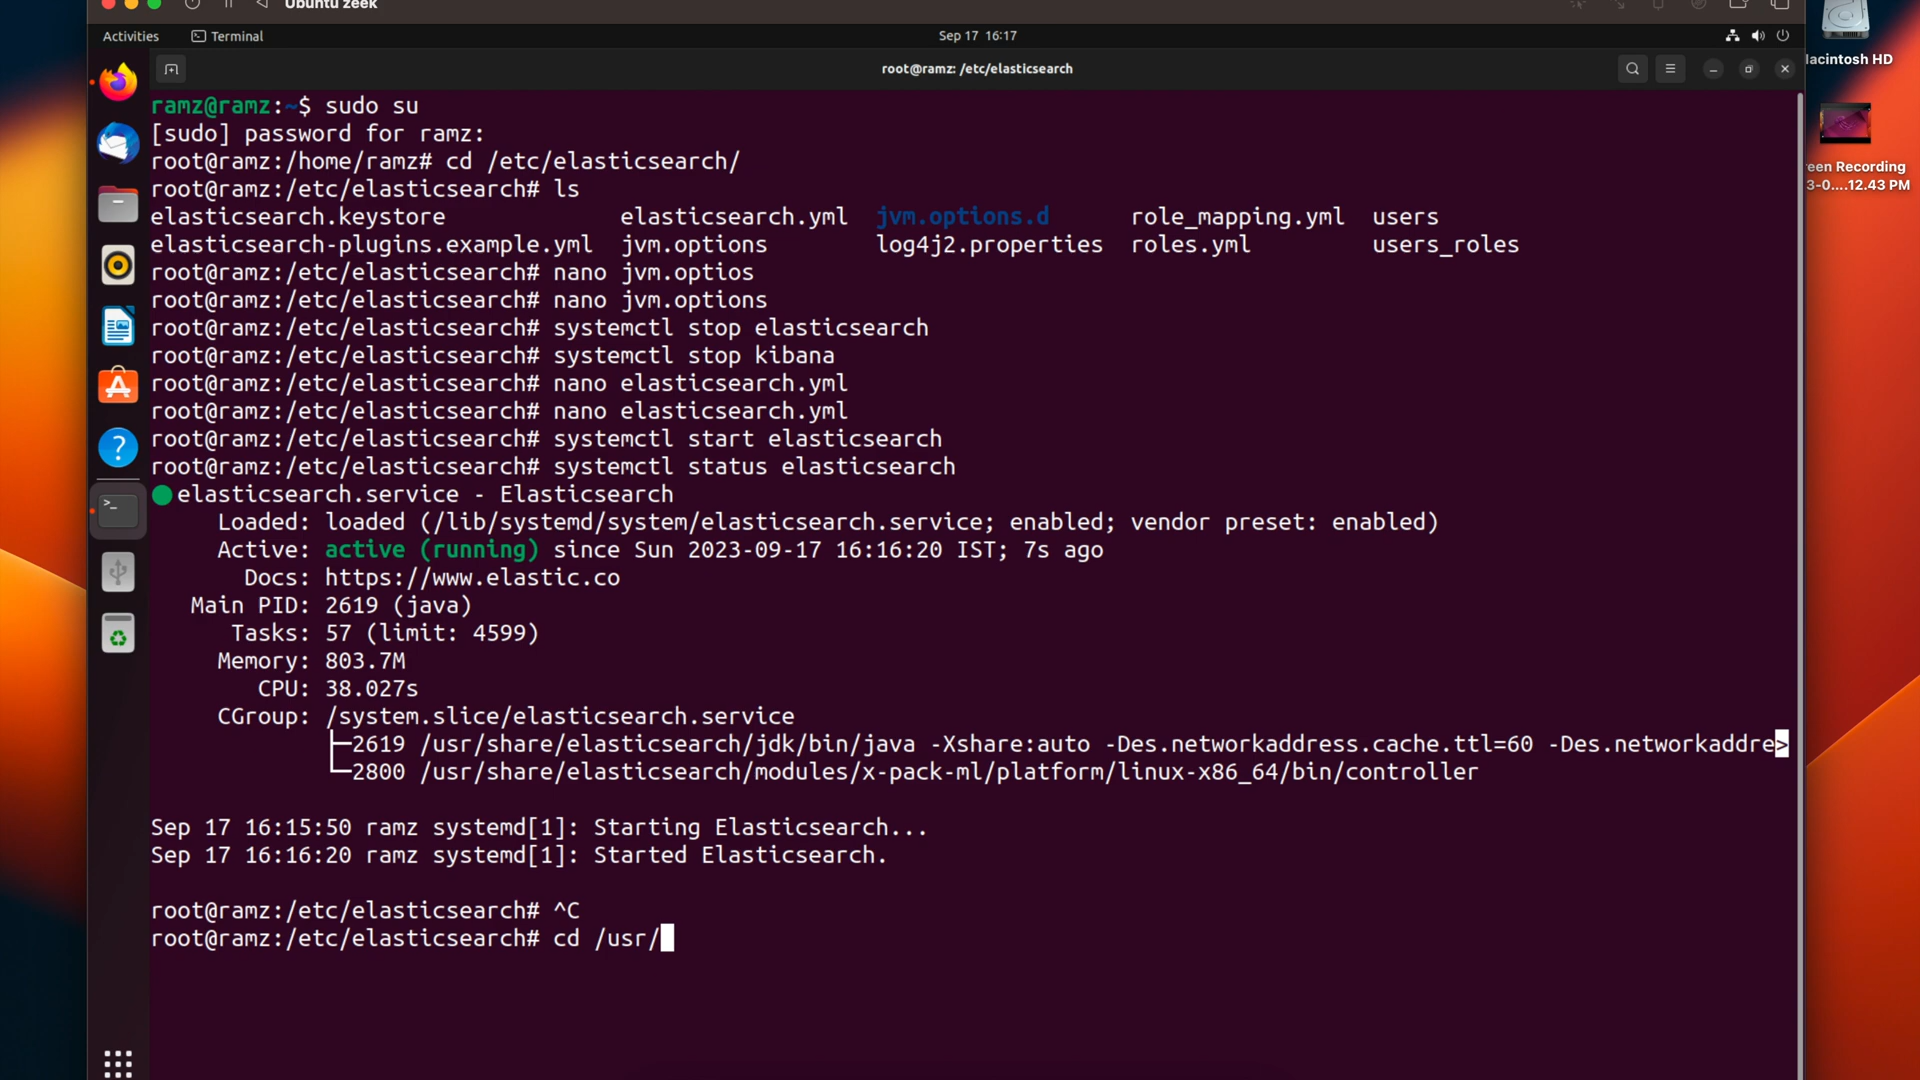 Ubuntu zeek
Activities
Terminal
Sep 17 16:17
acintosh HD
root@ramz: /etc/elasticsearch
ramz@ramz:~$ sudo su
[sudo] password for ramz:
root@ramz:/home/ramz# cd /etc/elasticsearch/
root@ramz:/etc/elasticsearch# ls
elasticsearch.keystore elasticsearch.yml jvm.options.d role_mapping.yml users
elasticsearch-plugins.example.yml jvm.options log4j2.properties roles.yml users_roles
root@ramz:/etc/elasticsearch# nano jvm.optios
root@ramz:/etc/elasticsearch# nano jvm.options
root@ramz:/etc/elasticsearch# systemctl stop elasticsearch
root@ramz:/etc/elasticsearch# systemctl stop kibana
root@ramz:/etc/elasticsearch# nano elasticsearch.yml
root@ramz:/etc/elasticsearch# nano elasticsearch.yml
root@ramz:/etc/elasticsearch# systemctl start elasticsearch
root@ramz:/etc/elasticsearch# systemctl status elasticsearch
elasticsearch.service - Elasticsearch
Loaded: loaded (/lib/systemd/system/elasticsearch.service; enabled; vendor preset: enabled)
Active: active (running) since Sun 2023-09-17 16:16:20 IST; 7s ago
Docs: https://www.elastic.co
Main PID: 2619 (java)
Tasks: 57 (limit: 4599)
Memory: 803.7M
CPU: 38.027s
CGroup: /system.slice/elasticsearch.service
├─2619 /usr/share/elasticsearch/jdk/bin/java -Xshare:auto -Des.networkaddress.cache.ttl=60 -Des.networkaddre>
└─2800 /usr/share/elasticsearch/modules/x-pack-ml/platform/linux-x86_64/bin/controller
Sep 17 16:15:50 ramz systemd[1]: Starting Elasticsearch...
Sep 17 16:16:20 ramz systemd[1]: Started Elasticsearch.
root@ramz:/etc/elasticsearch# ^C
root@ramz:/etc/elasticsearch# cd /usr/
een Recording
3-0....12.43 PM